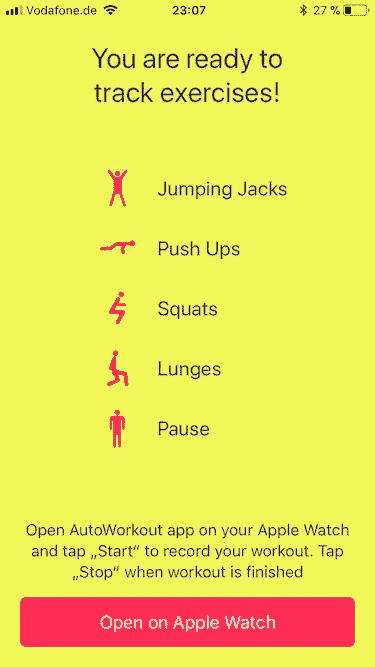 Vodafone.de 23:07 27 %
You are ready to
track exercises!
Jumping Jacks
Push Ups
Squats
Lunges
Pause
Open AutoWorkout app on your Apple Watch
and tap „Start“ to record your workout. Tap
„Stop“ when workout is finished
Open on Apple Watch